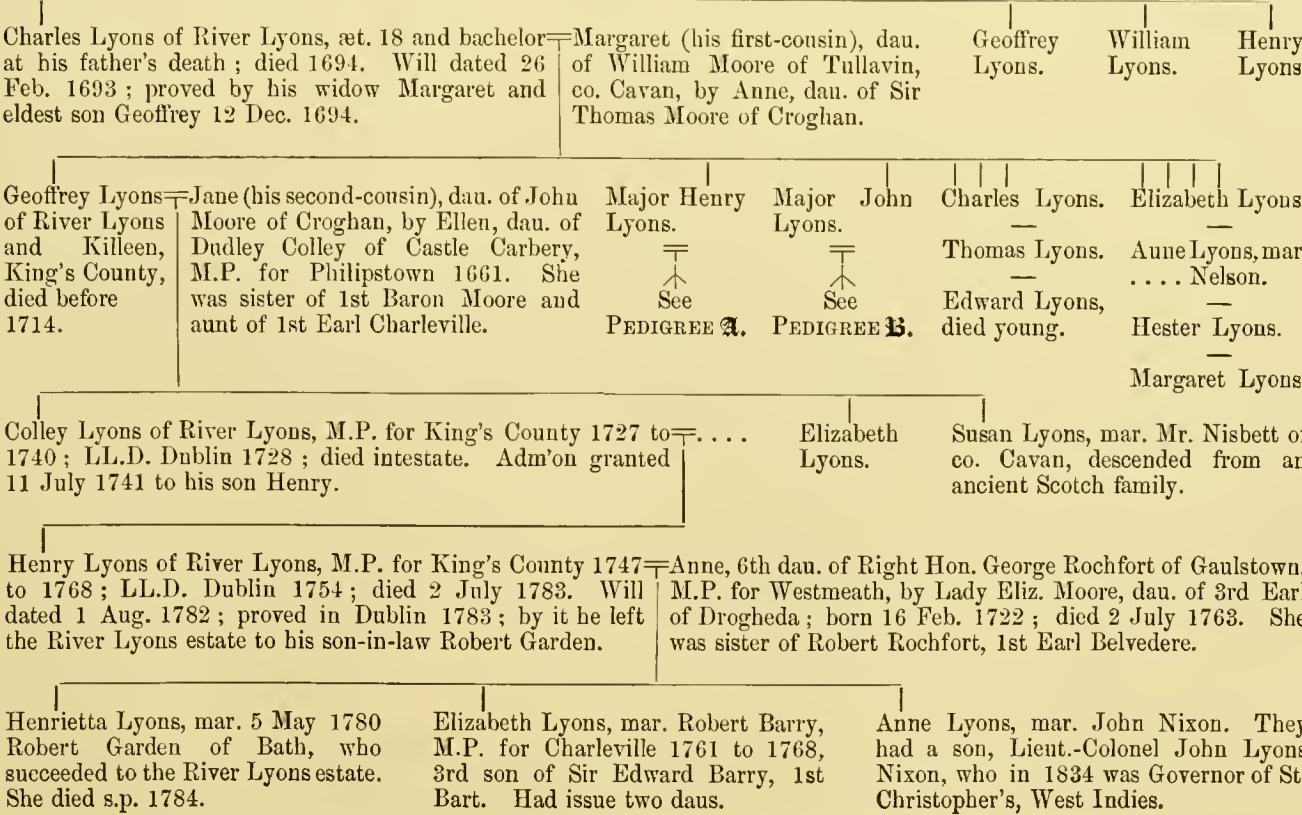 Charles Lyons of River Lyons, æt. 18 and bachelor
at his father's death ; died 1694. Will dated 26
Feb. 1693 ; proved by his widow Margaret and
eldest son Geoffrey 12 Dec. 1694.
Margaret (his first-cousin), dau.
of William Moore of Tullavin,
co. Cavan, by Anne, dau. of Sir
Thomas Moore of Croghan.
Geoffrey
Lyons.
William
Lyons.
Henry
Lyons
Geoffrey Lyons
of River Lyons
and Killeen,
King's County,
died before
1714.
Jane (his second-cousin), dau. of John
Moore of Croghan, by Ellen, dau. of
Dudley Colley of Castle Carbery,
M.P. for Philipstown 1661. She
was sister of 1st Baron Moore and
aunt of 1st Earl Charleville.
Major Henry
Lyons.
See
PEDIGREE A.
Major John
Lyons.
See
PEDIGREE B.
Charles Lyons.
—
Thomas Lyons.
—
Edward Lyons,
died young.
Elizabeth Lyons
—
Anne Lyons, mar
. . . . Nelson.
—
Hester Lyons.
—
Margaret Lyons
Colley Lyons of River Lyons, M.P. for King's County 1727 to
1740 ; LL.D. Dublin 1728 ; died intestate. Adm'on granted
11 July 1741 to his son Henry.
. . . .
Elizabeth
Lyons.
Susan Lyons, mar. Mr. Nisbett of
co. Cavan, descended from an
ancient Scotch family.
Henry Lyons of River Lyons, M.P. for King's County 1747
to 1768 ; LL.D. Dublin 1754 ; died 2 July 1783. Will
dated 1 Aug. 1782 ; proved in Dublin 1783 ; by it he left
the River Lyons estate to his son-in-law Robert Garden.
Anne, 6th dau. of Right Hon. George Rochfort of Gaulstown,
M.P. for Westmeath, by Lady Eliz. Moore, dau. of 3rd Earl
of Drogheda ; born 16 Feb. 1722 ; died 2 July 1763. She
was sister of Robert Rochfort, 1st Earl Belvedere.
Henrietta Lyons, mar. 5 May 1780
Robert Garden of Bath, who
succeeded to the River Lyons estate.
She died s.p. 1784.
Elizabeth Lyons, mar. Robert Barry,
M.P. for Charleville 1761 to 1768,
3rd son of Sir Edward Barry, 1st
Bart. Had issue two daus.
Anne Lyons, mar. John Nixon. They
had a son, Lieut.-Colonel John Lyons
Nixon, who in 1834 was Governor of St
Christopher's, West Indies.